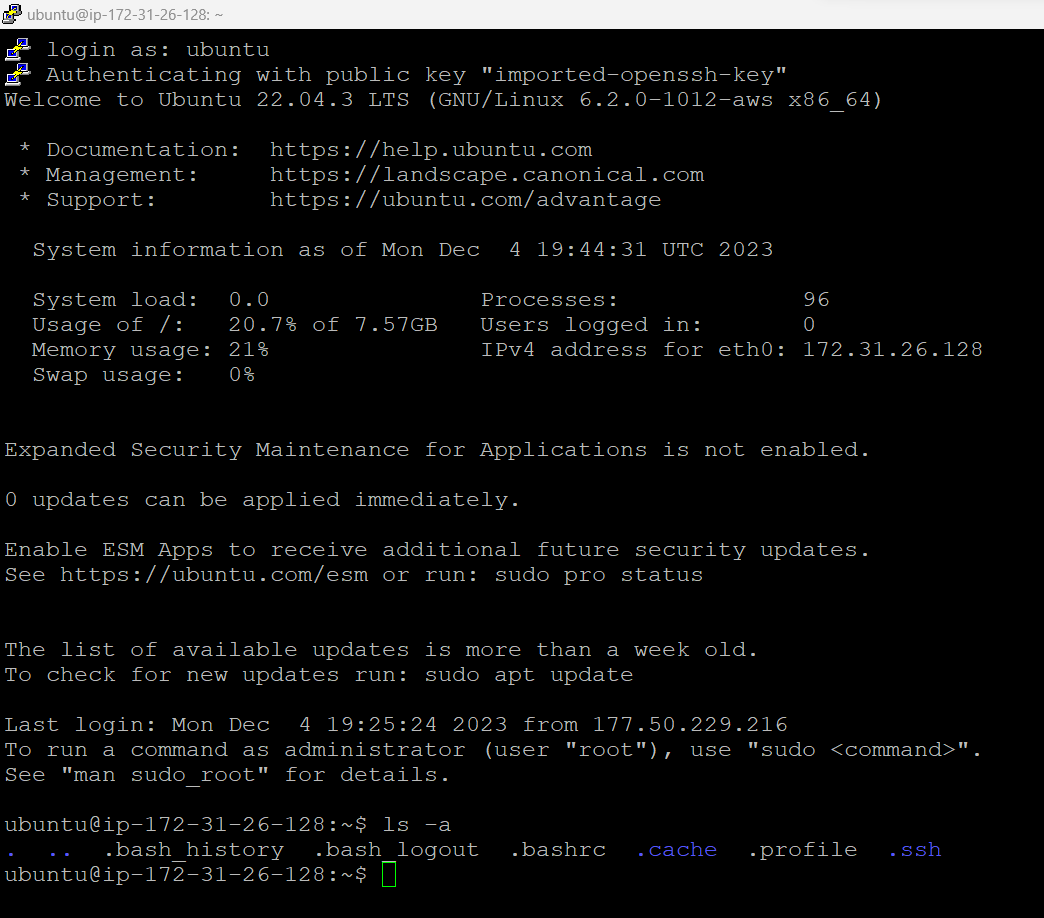 ubuntu@ip-172-31-26-128: ~
login as: ubuntu
Authenticating with public key "imported-openssh-key"
Welcome to Ubuntu 22.04.3 LTS (GNU/Linux 6.2.0-1012-aws x86_64)
* Documentation:  https://help.ubuntu.com
* Management:     https://landscape.canonical.com
* Support:        https://ubuntu.com/advantage
System information as of Mon Dec  4 19:44:31 UTC 2023
System load:  0.0               Processes:             96
Usage of /:   20.7% of 7.57GB   Users logged in:       0
Memory usage: 21%               IPv4 address for eth0: 172.31.26.128
Swap usage:   0%
Expanded Security Maintenance for Applications is not enabled.
0 updates can be applied immediately.
Enable ESM Apps to receive additional future security updates.
See https://ubuntu.com/esm or run: sudo pro status
The list of available updates is more than a week old.
To check for new updates run: sudo apt update
Last login: Mon Dec  4 19:25:24 2023 from 177.50.229.216
To run a command as administrator (user "root"), use "sudo <command>".
See "man sudo_root" for details.
ubuntu@ip-172-31-26-128:~$ ls -a
.  ..  .bash_history  .bash_logout  .bashrc  .cache  .profile  .ssh
ubuntu@ip-172-31-26-128:~$